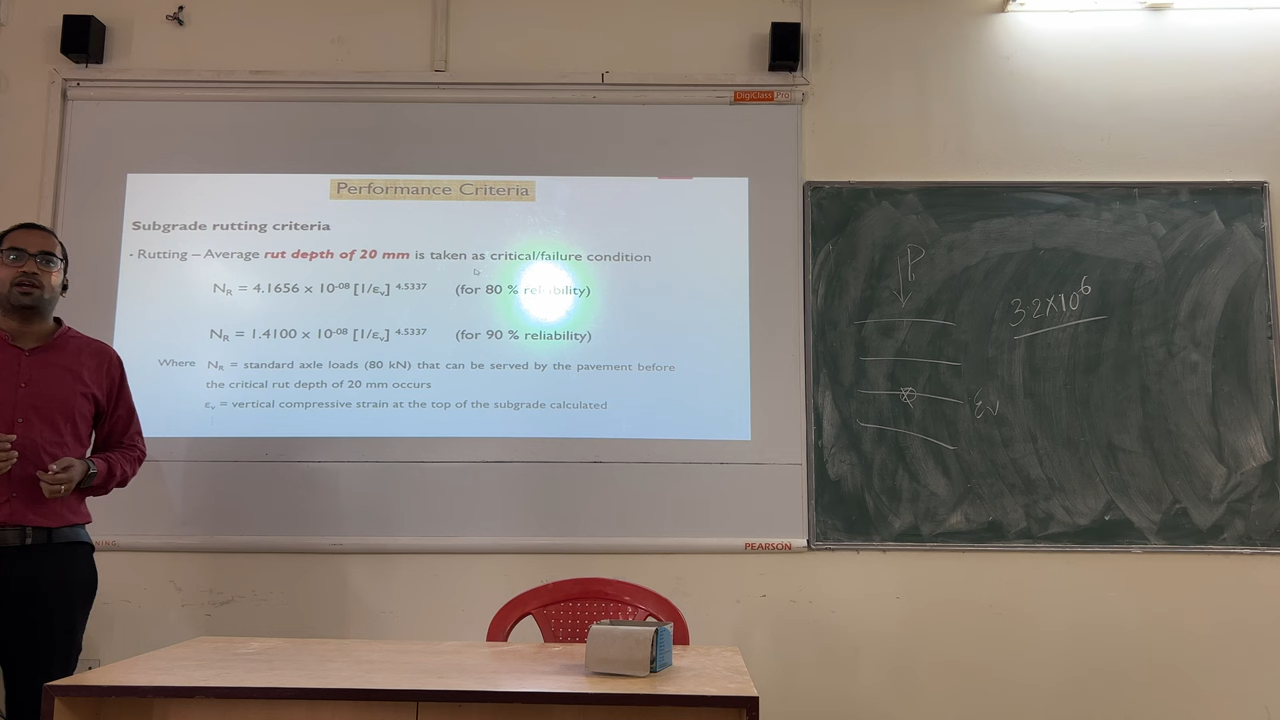 DigiClass Pro
Performance Criteria
Subgrade rutting criteria
• Rutting – Average rut depth of 20 mm is taken as critical/failure condition
N_R = 4.1656 x 10^-08 [1/ε_v] ^4.5337 (for 80 % reliability)
N_R = 1.4100 x 10^-08 [1/ε_v] ^4.5337 (for 90 % reliability)
Where N_R = standard axle loads (80 kN) that can be served by the pavement before
the critical rut depth of 20 mm occurs
ε_v = vertical compressive strain at the top of the subgrade calculated
NING
PEARSON
P
3.2X10^6
εv